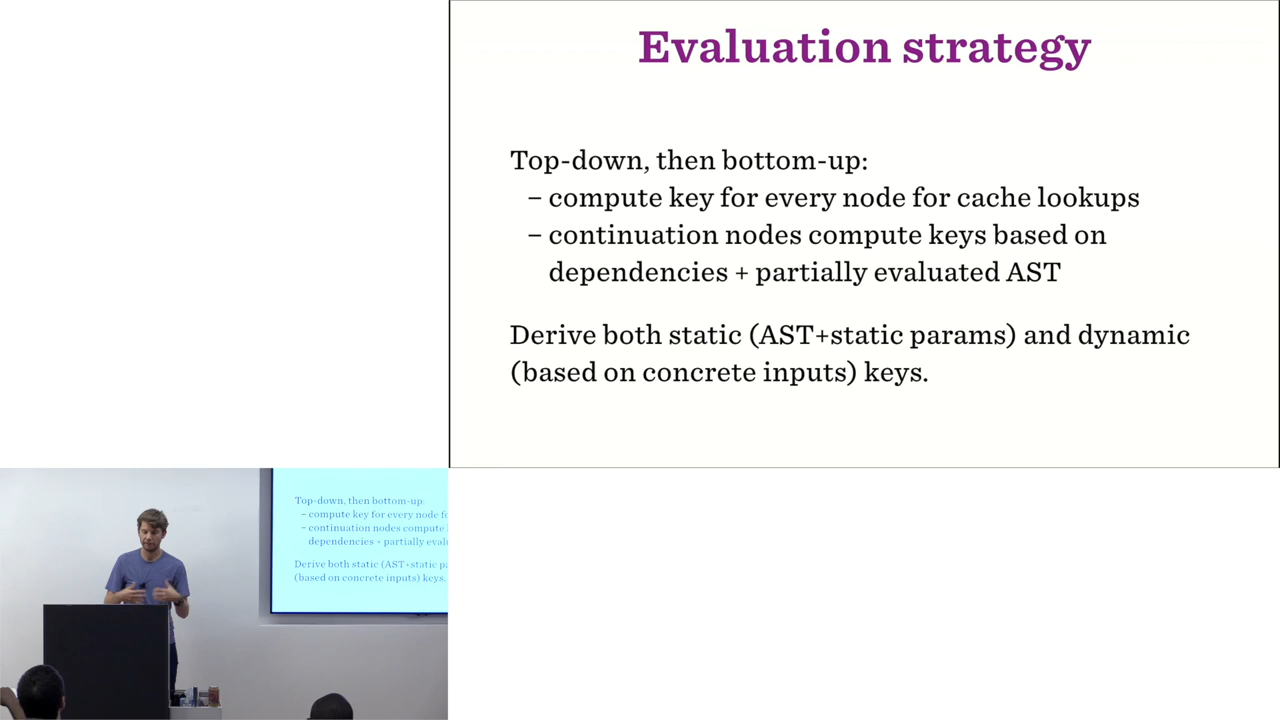 Evaluation strategy
Top-down, then bottom-up:
– compute key for every node for cache lookups
– continuation nodes compute keys based on
dependencies + partially evaluated AST
Derive both static (AST+static params) and dynamic
(based on concrete inputs) keys.
Top-down, then bottom-up:
– compute key for every node fo
– continuation nodes compute
dependencies + partially evalu
Derive both static (AST+static pa
(based on concrete inputs) keys.